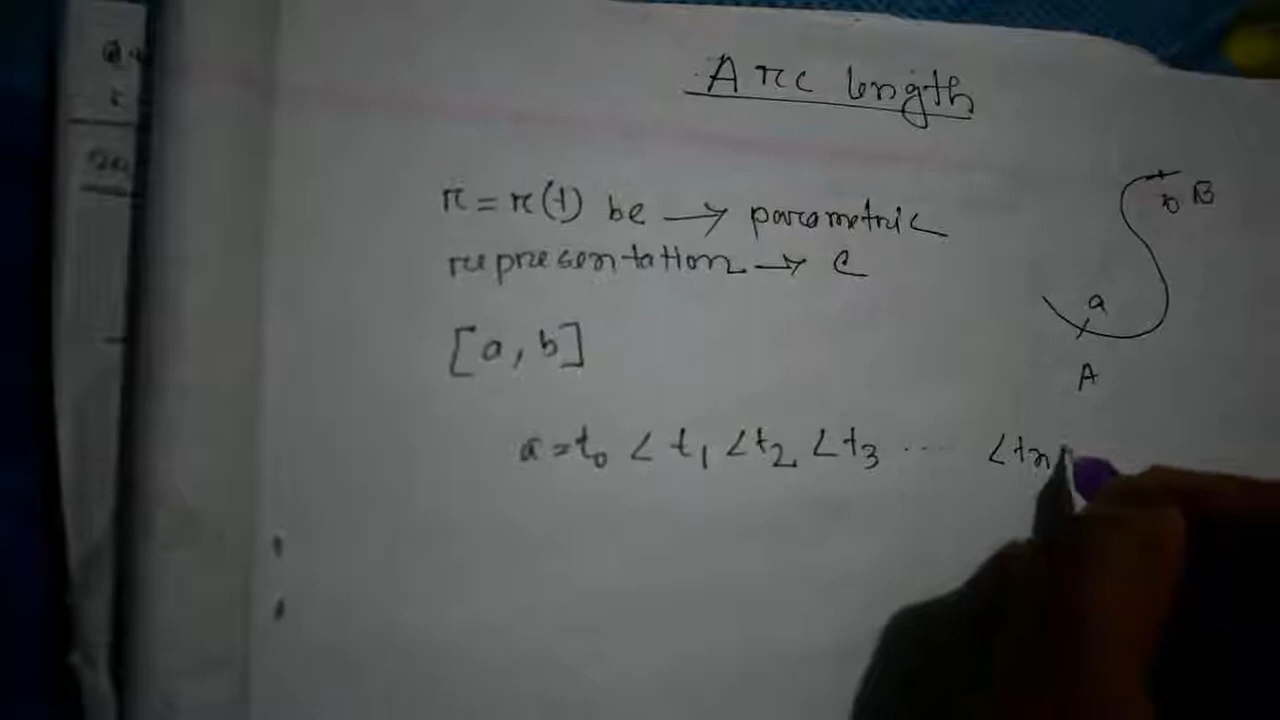 Arc length
r = r(t) be → parametric
representation → C
[a, b]
b B
a
A
a = t₀ < t₁ < t₂ < t₃ .... < tn